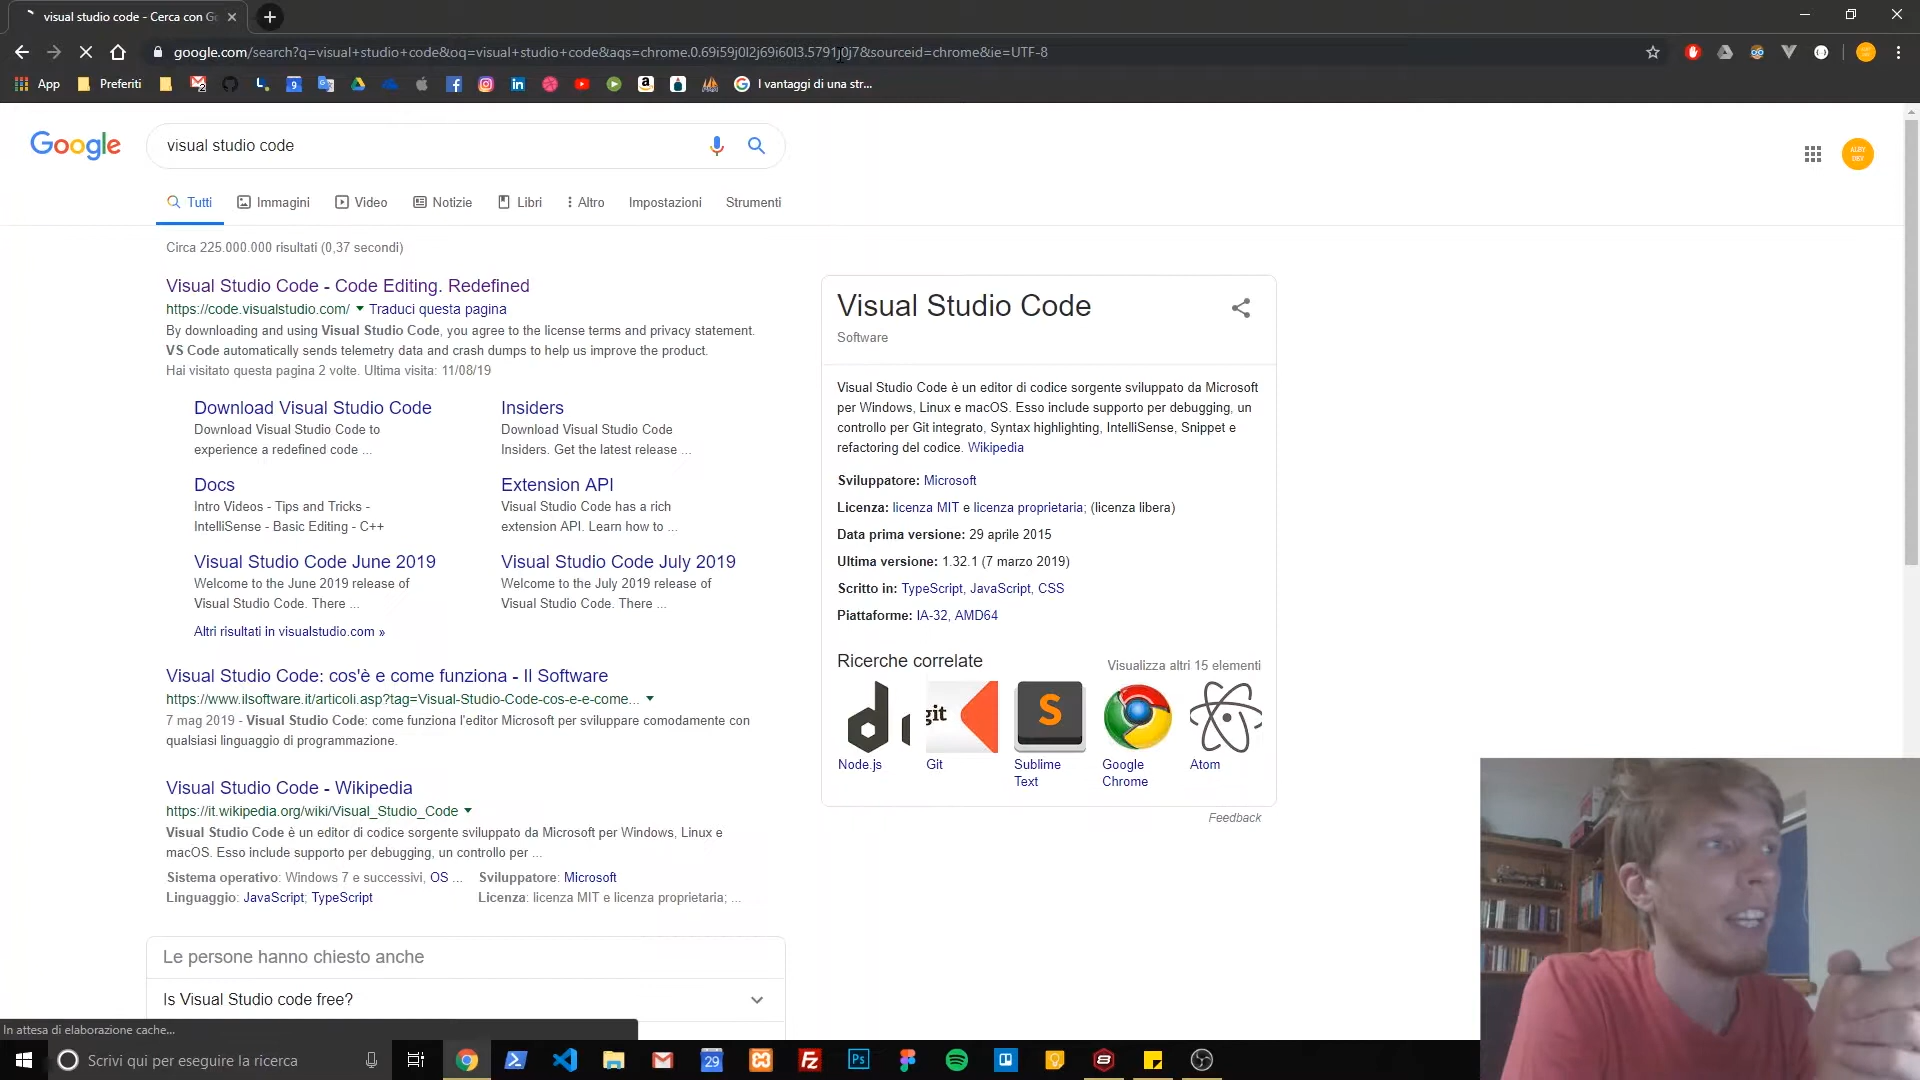 visual studio code - Cerca con Go
google.com/search?q=visual+studio+code&oq=visual+studio+code&aqs=chrome.0.69i59j0l2j69i60l3.5791j0j7&sourceid=chrome&ie=UTF-8
App
Preferiti
I vantaggi di una str...
Google
visual studio code
ALBY
DEV
Tutti
Immagini
Video
Notizie
Libri
Altro
Impostazioni
Strumenti
Circa 225.000.000 risultati (0,37 secondi)
Visual Studio Code - Code Editing. Redefined
https://code.visualstudio.com/ Traduci questa pagina
By downloading and using Visual Studio Code, you agree to the license terms and privacy statement.
VS Code automatically sends telemetry data and crash dumps to help us improve the product.
Hai visitato questa pagina 2 volte. Ultima visita: 11/08/19
Download Visual Studio Code
Download Visual Studio Code to
experience a redefined code ...
Insiders
Download Visual Studio Code
Insiders. Get the latest release ...
Docs
Intro Videos - Tips and Tricks -
IntelliSense - Basic Editing - C++
Extension API
Visual Studio Code has a rich
extension API. Learn how to ...
Visual Studio Code June 2019
Welcome to the June 2019 release of
Visual Studio Code. There ...
Visual Studio Code July 2019
Welcome to the July 2019 release of
Visual Studio Code. There ...
Altri risultati in visualstudio.com »
Visual Studio Code: cos'è e come funziona - Il Software
https://www.ilsoftware.it/articoli.asp?tag=Visual-Studio-Code-cos-e-e-come...
7 mag 2019 - Visual Studio Code: come funziona l'editor Microsoft per sviluppare comodamente con
qualsiasi linguaggio di programmazione.
Visual Studio Code - Wikipedia
https://it.wikipedia.org/wiki/Visual_Studio_Code
Visual Studio Code è un editor di codice sorgente sviluppato da Microsoft per Windows, Linux e
macOS. Esso include supporto per debugging, un controllo per ...
Sistema operativo: Windows 7 e successivi, OS ...
Sviluppatore: Microsoft
Linguaggio: JavaScript; TypeScript
Licenza: licenza MIT e licenza proprietaria; ...
Le persone hanno chiesto anche
Is Visual Studio code free?
Visual Studio Code
Software
Visual Studio Code è un editor di codice sorgente sviluppato da Microsoft
per Windows, Linux e macOS. Esso include supporto per debugging, un
controllo per Git integrato, Syntax highlighting, IntelliSense, Snippet e
refactoring del codice. Wikipedia
Sviluppatore: Microsoft
Licenza: licenza MIT e licenza proprietaria; (licenza libera)
Data prima versione: 29 aprile 2015
Ultima versione: 1.32.1 (7 marzo 2019)
Scritto in: TypeScript, JavaScript, CSS
Piattaforme: IA-32, AMD64
Ricerche correlate
Visualizza altri 15 elementi
git
S
Node.js
Git
Sublime
Text
Google
Chrome
Atom
Feedback
In attesa di elaborazione cache...
Scrivi qui per eseguire la ricerca
29
Fz
Ps